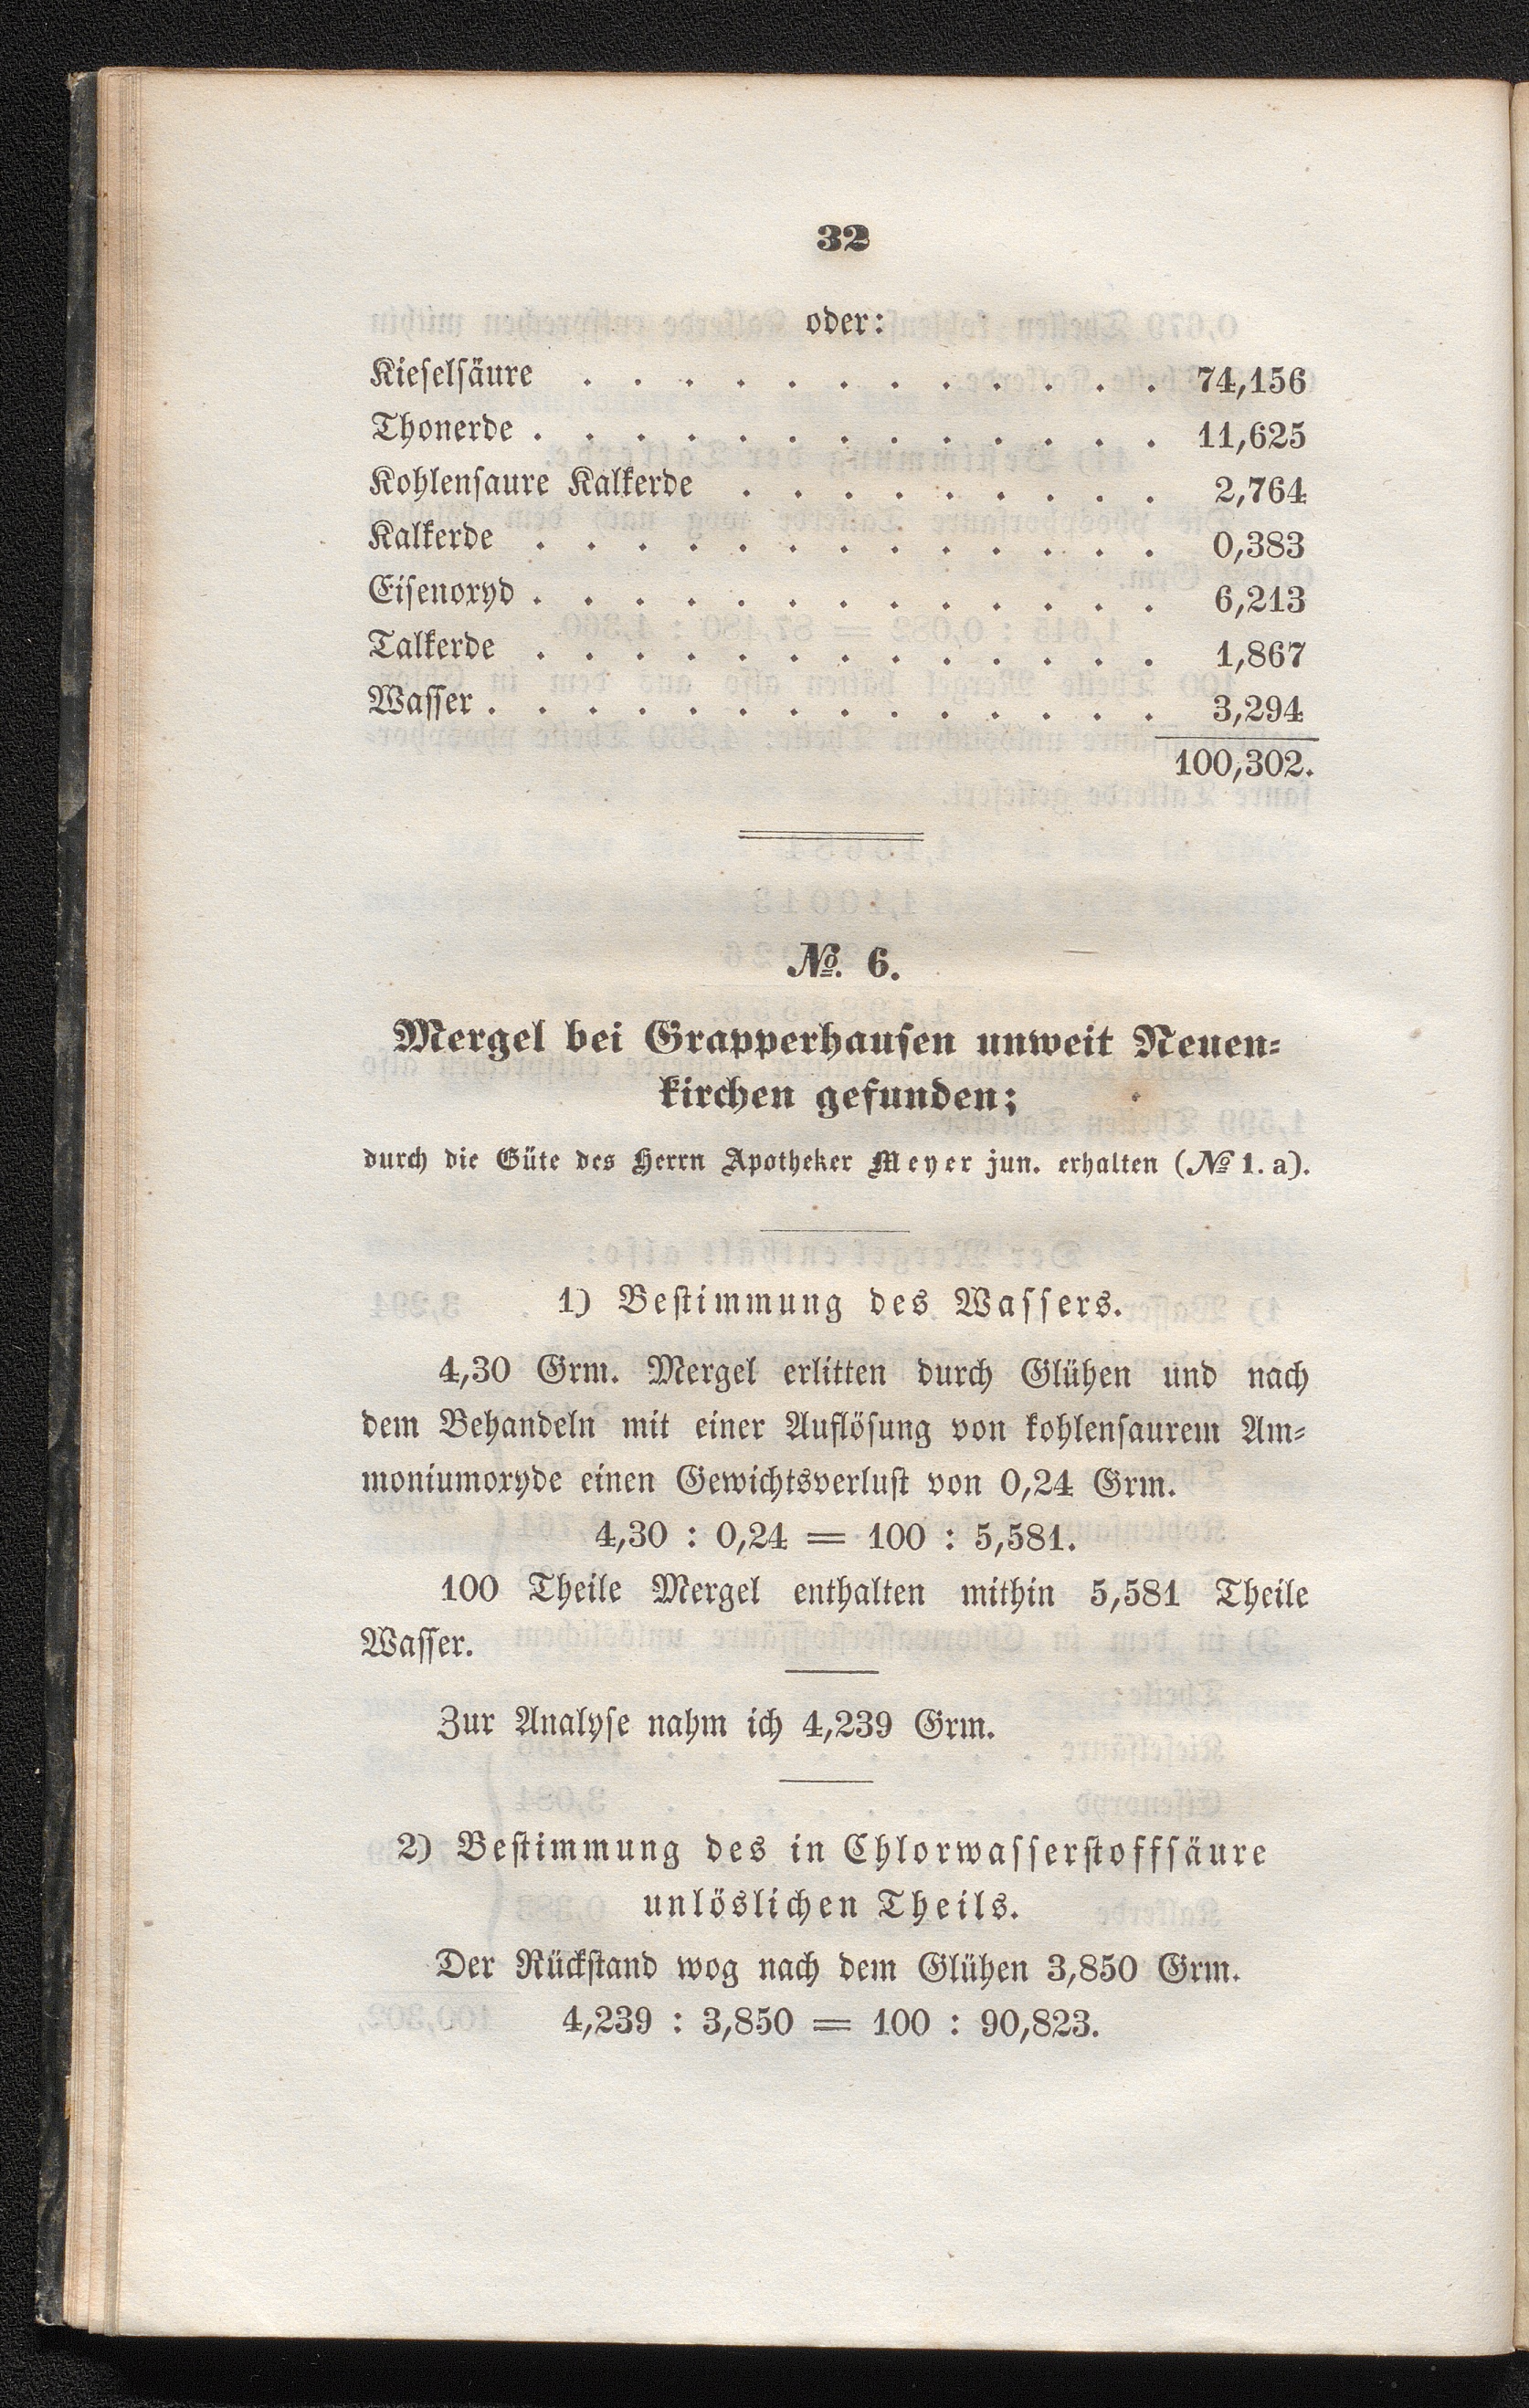 32
oder:
Kieselsäure . . . . . . . . . . . . 74,156
Thonerde . . . . . . . . . . . . . 11,625
Kohlensaure Kalkerde . . . . . . . . . 2,764
Kalkerde . . . . . . . . . . . . . 0,383
Eisenoxyd . . . . . . . . . . . . . 6,213
Talkerde . . . . . . . . . . . . . 1,867
Wasser . . . . . . . . . . . . . . 3,294
100,302.
№. 6.
Mergel bei Grapperhausen unweit Neuen-
kirchen gefunden;
durch die Güte des Herrn Apotheker Meyer jun. erhalten (№ 1. a).
1) Bestimmung des Wassers.
4,30 Grm. Mergel erlitten durch Glühen und nach
dem Behandeln mit einer Auflösung von kohlensaurem Am-
moniumoxyde einen Gewichtsverlust von 0,24 Grm.
4,30 : 0,24 = 100 : 5,581.
100 Theile Mergel enthalten mithin 5,581 Theile
Wasser.
Zur Analyse nahm ich 4,239 Grm.
2) Bestimmung des in Chlorwasserstoffsäure
unlöslichen Theils.
Der Rückstand wog nach dem Glühen 3,850 Grm.
4,239 : 3,850 = 100 : 90,823.